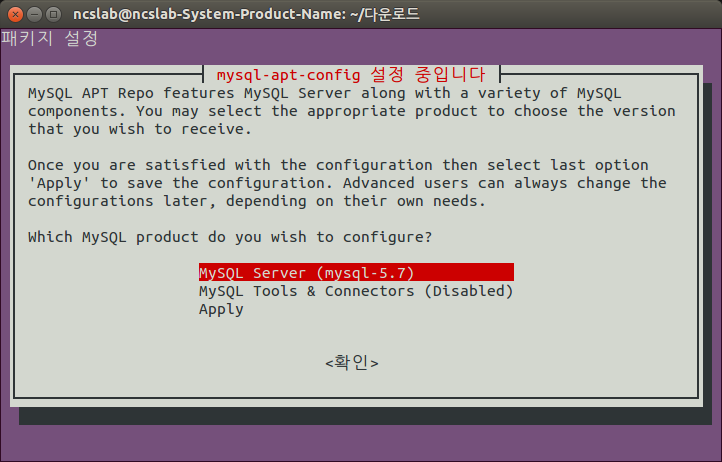 ncslab@ncslab-System-Product-Name: ~/다운로드
패키지 설정
mysql-apt-config 설정 중입니다
MySQL APT Repo features MySQL Server along with a variety of MySQL
components. You may select the appropriate product to choose the version
that you wish to receive.
Once you are satisfied with the configuration then select last option
'Apply' to save the configuration. Advanced users can always change the
configurations later, depending on their own needs.
Which MySQL product do you wish to configure?
MySQL Server (mysql-5.7)
MySQL Tools & Connectors (Disabled)
Apply
<확인>